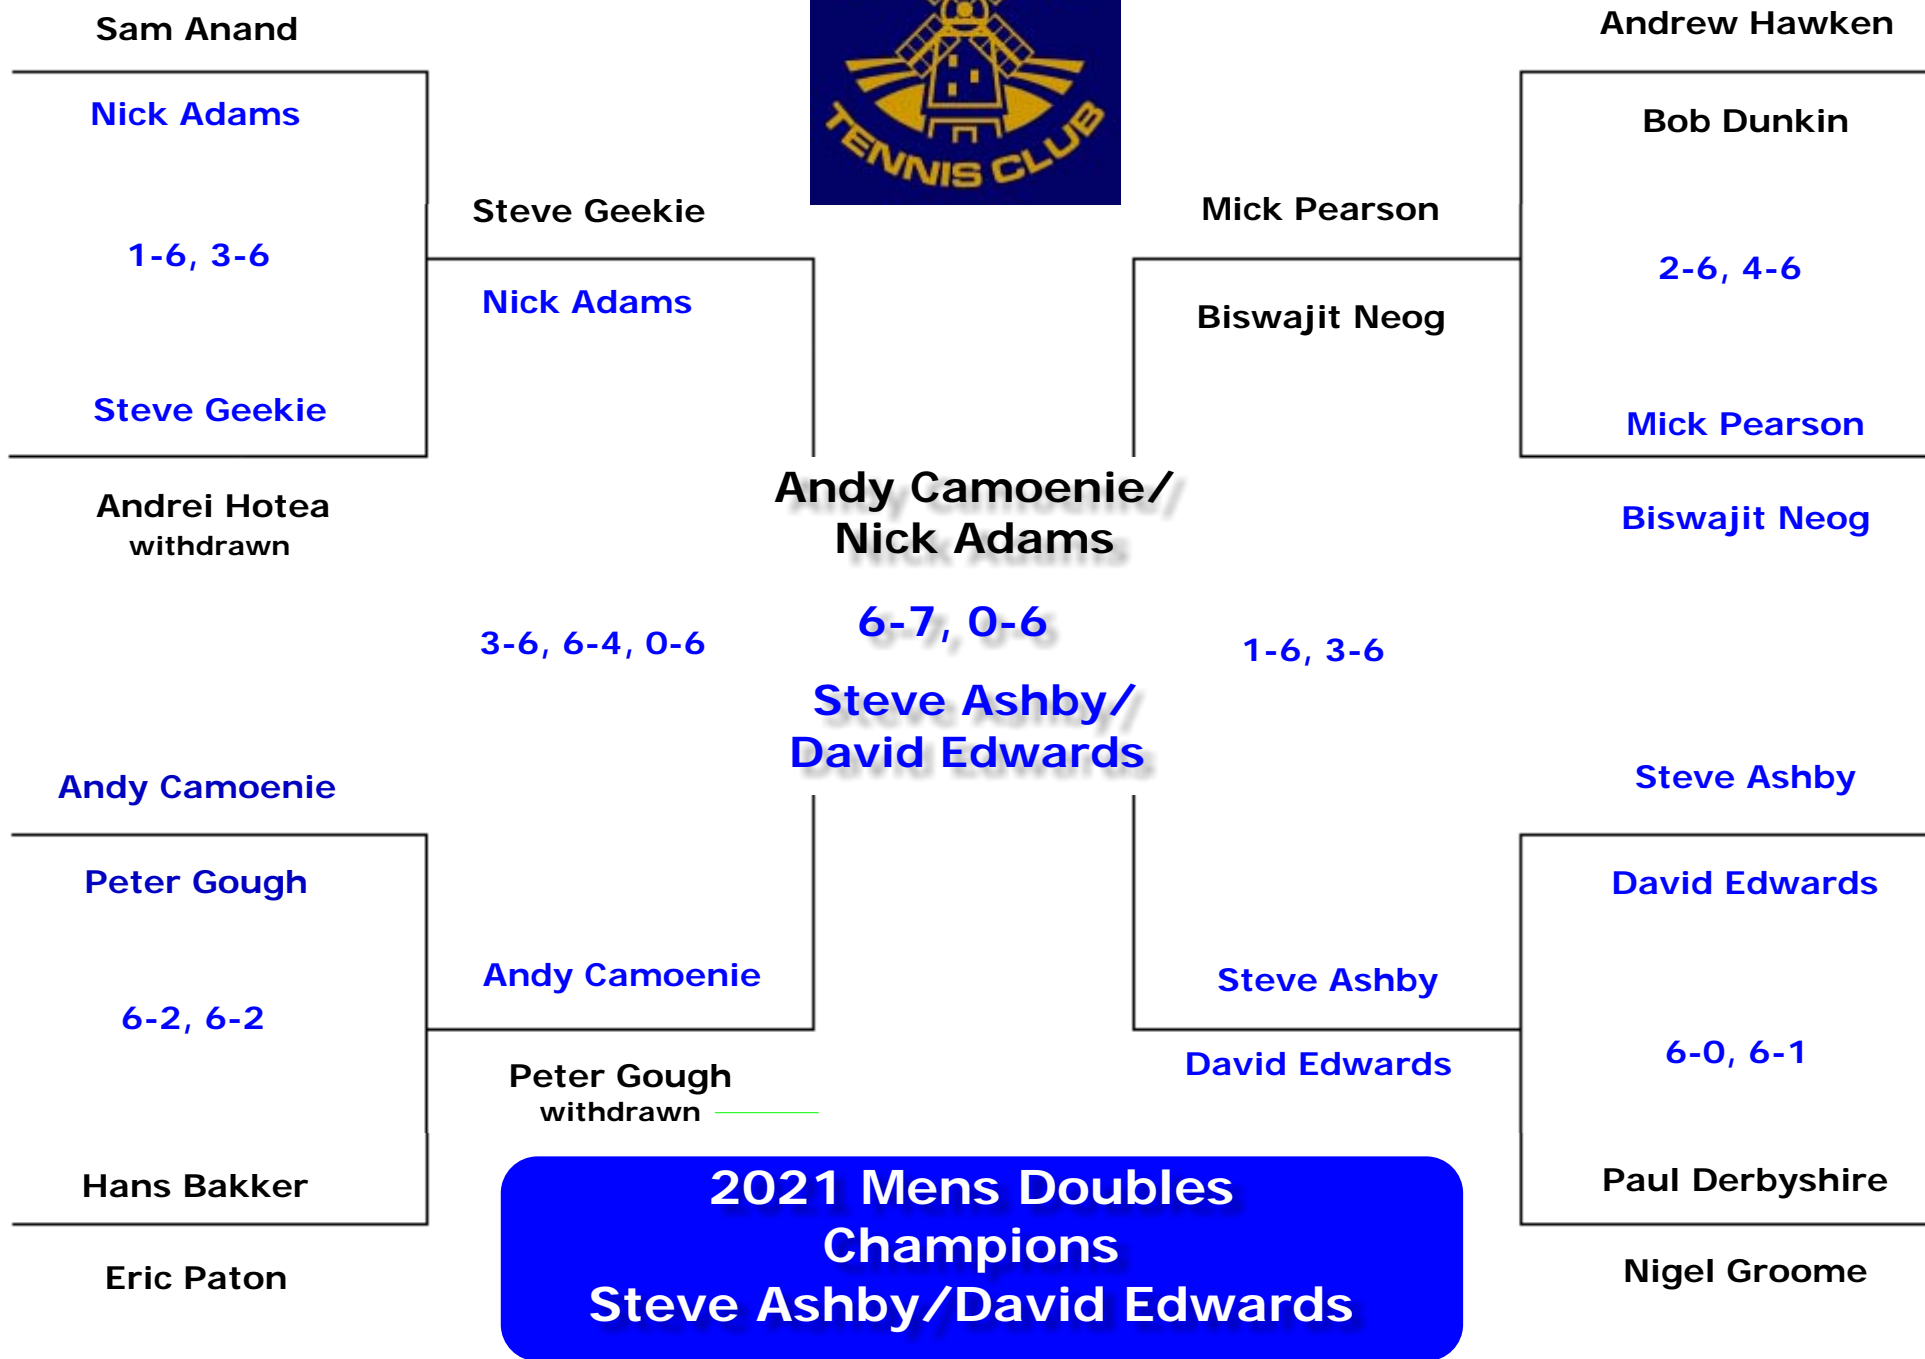 Sam Anand
Nick Adams
1-6, 3-6
Steve Geekie
Andrei Hotea
withdrawn
Andy Camoenie
Peter Gough
6-2, 6-2
Hans Bakker
Eric Paton
Steve Geekie
Nick Adams
3-6, 6-4, 0-6
Andy Camoenie
Peter Gough
withdrawn
TENNIS CLUB
Andy Camoenie/
Nick Adams
6-7, 0-6
Steve Ashby/
David Edwards
Mick Pearson
Biswajit Neog
1-6, 3-6
Steve Ashby
David Edwards
Andrew Hawken
Bob Dunkin
2-6, 4-6
Mick Pearson
Biswajit Neog
Steve Ashby
David Edwards
6-0, 6-1
Paul Derbyshire
Nigel Groome
2021 Mens Doubles
Champions
Steve Ashby/David Edwards